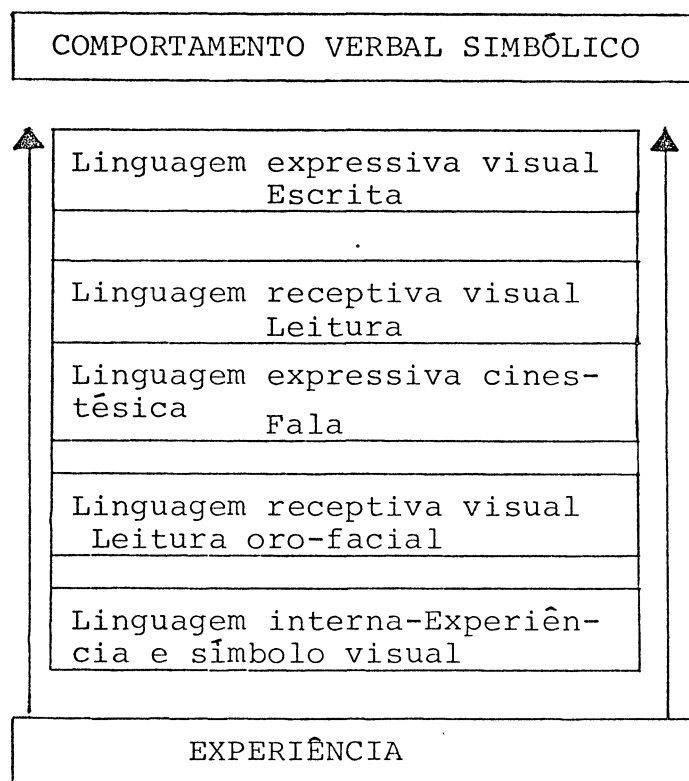 COMPORTAMENTO VERBAL SIMBÓLICO
Linguagem expressiva visual
Escrita
Linguagem receptiva visual
Leitura
Linguagem expressiva cines-
tésica
Fala
Linguagem receptiva visual
Leitura oro-facial
Linguagem interna-Experiên-
cia e símbolo visual
EXPERIÊNCIA